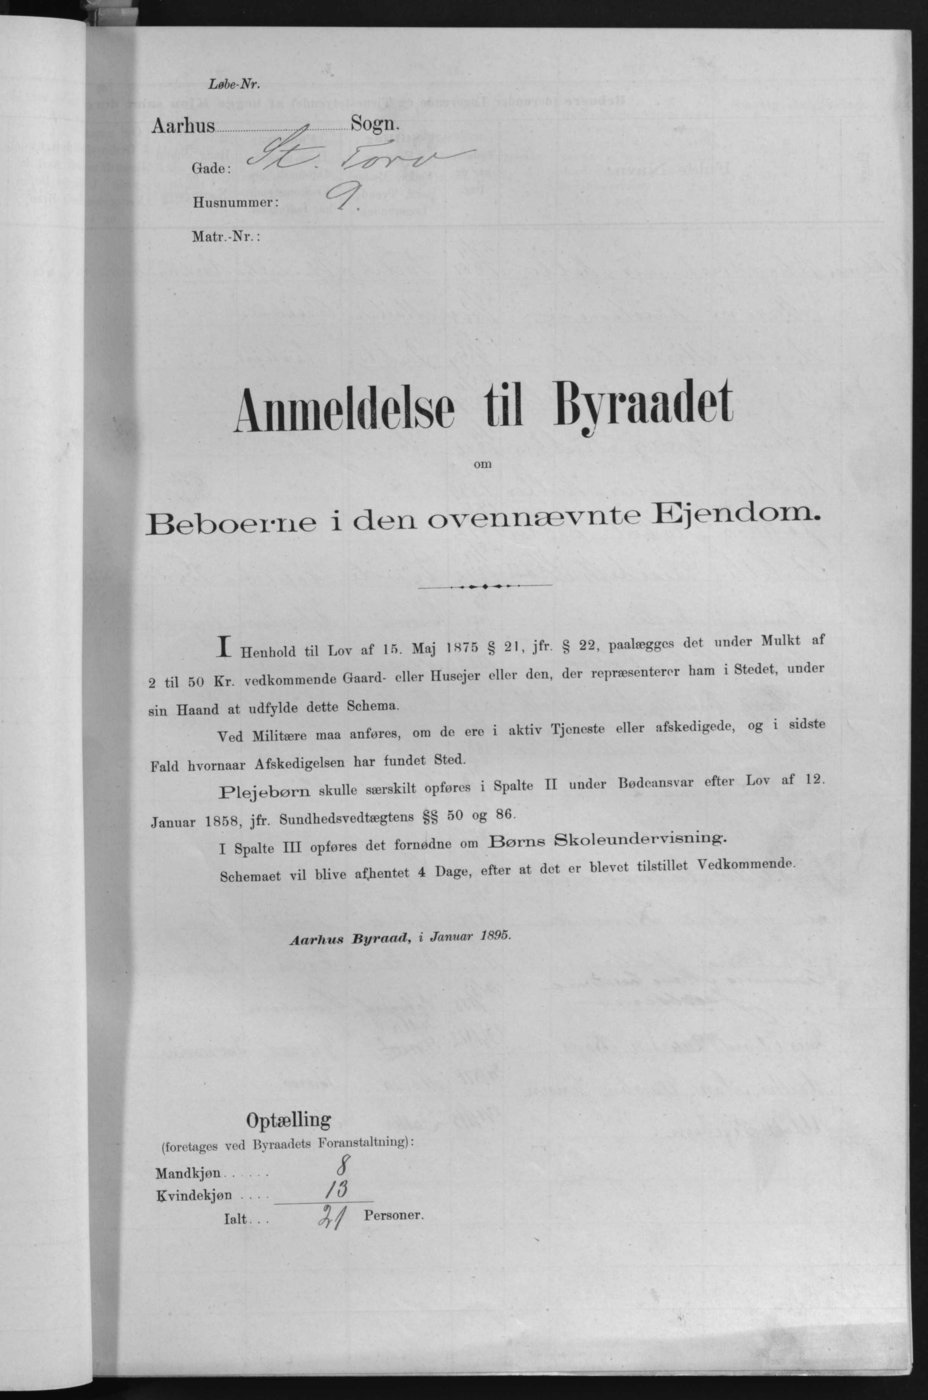 Løbe-Nr.
Aarhus Sogn.
Gade: St. Torv
Husnummer: 9.
Matr.-Nr.:
Anmeldelse til Byraadet
om
Beboerne i den ovennævnte Ejendom.
I Henhold til Lov af 15. Maj 1875 § 21, jfr. § 22, paalægges det under Mulkt af
2 til 50 Kr. vedkommende Gaard- eller Husejer eller den, der repræsenterer ham i Stedet, under
sin Haand at udfylde dette Schema.
Ved Militære maa anføres, om de ere i aktiv Tjeneste eller afskedigede, og i sidste
Fald hvornaar Afskedigelsen har fundet Sted.
Plejebørn skulle særskilt opføres i Spalte II under Bødeansvar efter Lov af 12.
Januar 1858, jfr. Sundhedsvedtægtens §§ 50 og 86.
I Spalte III opføres det fornødne om Børns Skoleundervisning.
Schemaet vil blive afhentet 4 Dage, efter at det er blevet tilstillet Vedkommende.
Aarhus Byraad, i Januar 1895.
Optælling
(foretages ved Byraadets Foranstaltning):
Mandkjøn...... 8
Kvindekjøn .... 13
Ialt... 21 Personer.